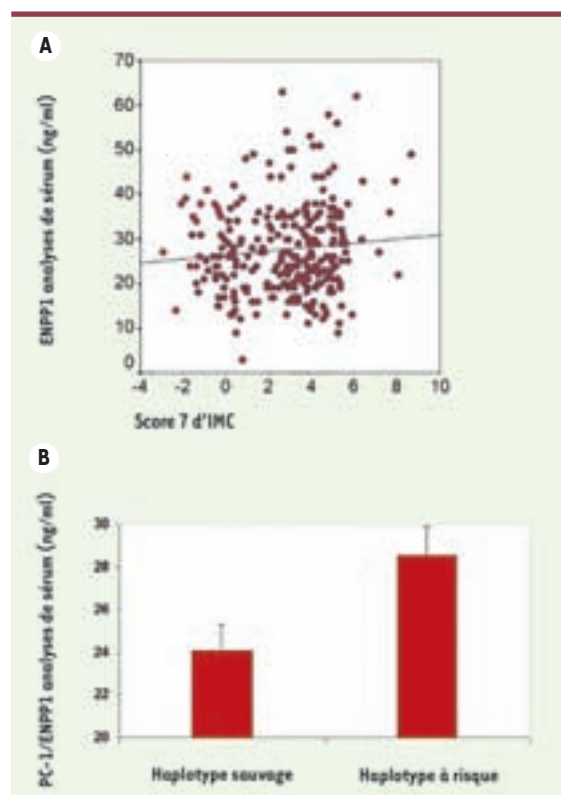 A
ENPP1 analyses de sérum (ng/ml)
70
60
50
40
30
20
10
0
-4 -2 0 2 4 6 8 10
Score 7 d'IMC
B
PC-1/ENPP1 analyses de sérum (ng/ml)
30
28
26
24
22
20
Haplotype sauvage Haplotype à risque